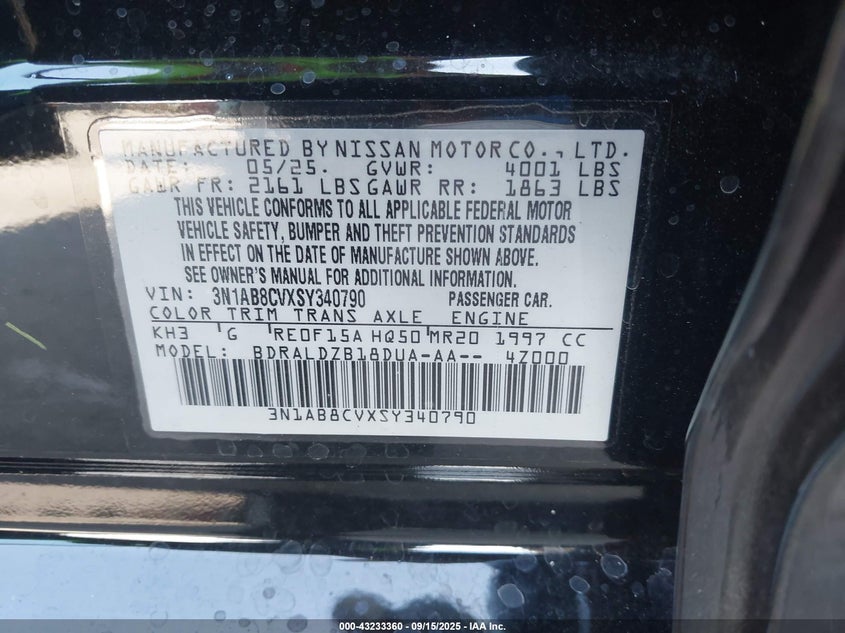 MANUFACTURED BY NISSAN MOTOR CO., LTD.
DATE: 05/25. GVWR: 4001 LBS
GAWR FR: 2161 LBS GAWR RR: 1863 LBS
THIS VEHICLE CONFORMS TO ALL APPLICABLE FEDERAL MOTOR
VEHICLE SAFETY, BUMPER AND THEFT PREVENTION STANDARDS
IN EFFECT ON THE DATE OF MANUFACTURE SHOWN ABOVE.
SEE OWNER'S MANUAL FOR ADDITIONAL INFORMATION.
VIN: 3N1AB8CVXSY340790 PASSENGER CAR.
COLOR TRIM TRANS AXLE ENGINE
KH3 G RE0F15A HQ50 MR20 1997 CC
MODEL: BDRALDZB18DUA-AA-- 4Z000
3N1AB8CVXSY340790
000-43233360 - 09/15/2025 - IAA Inc.